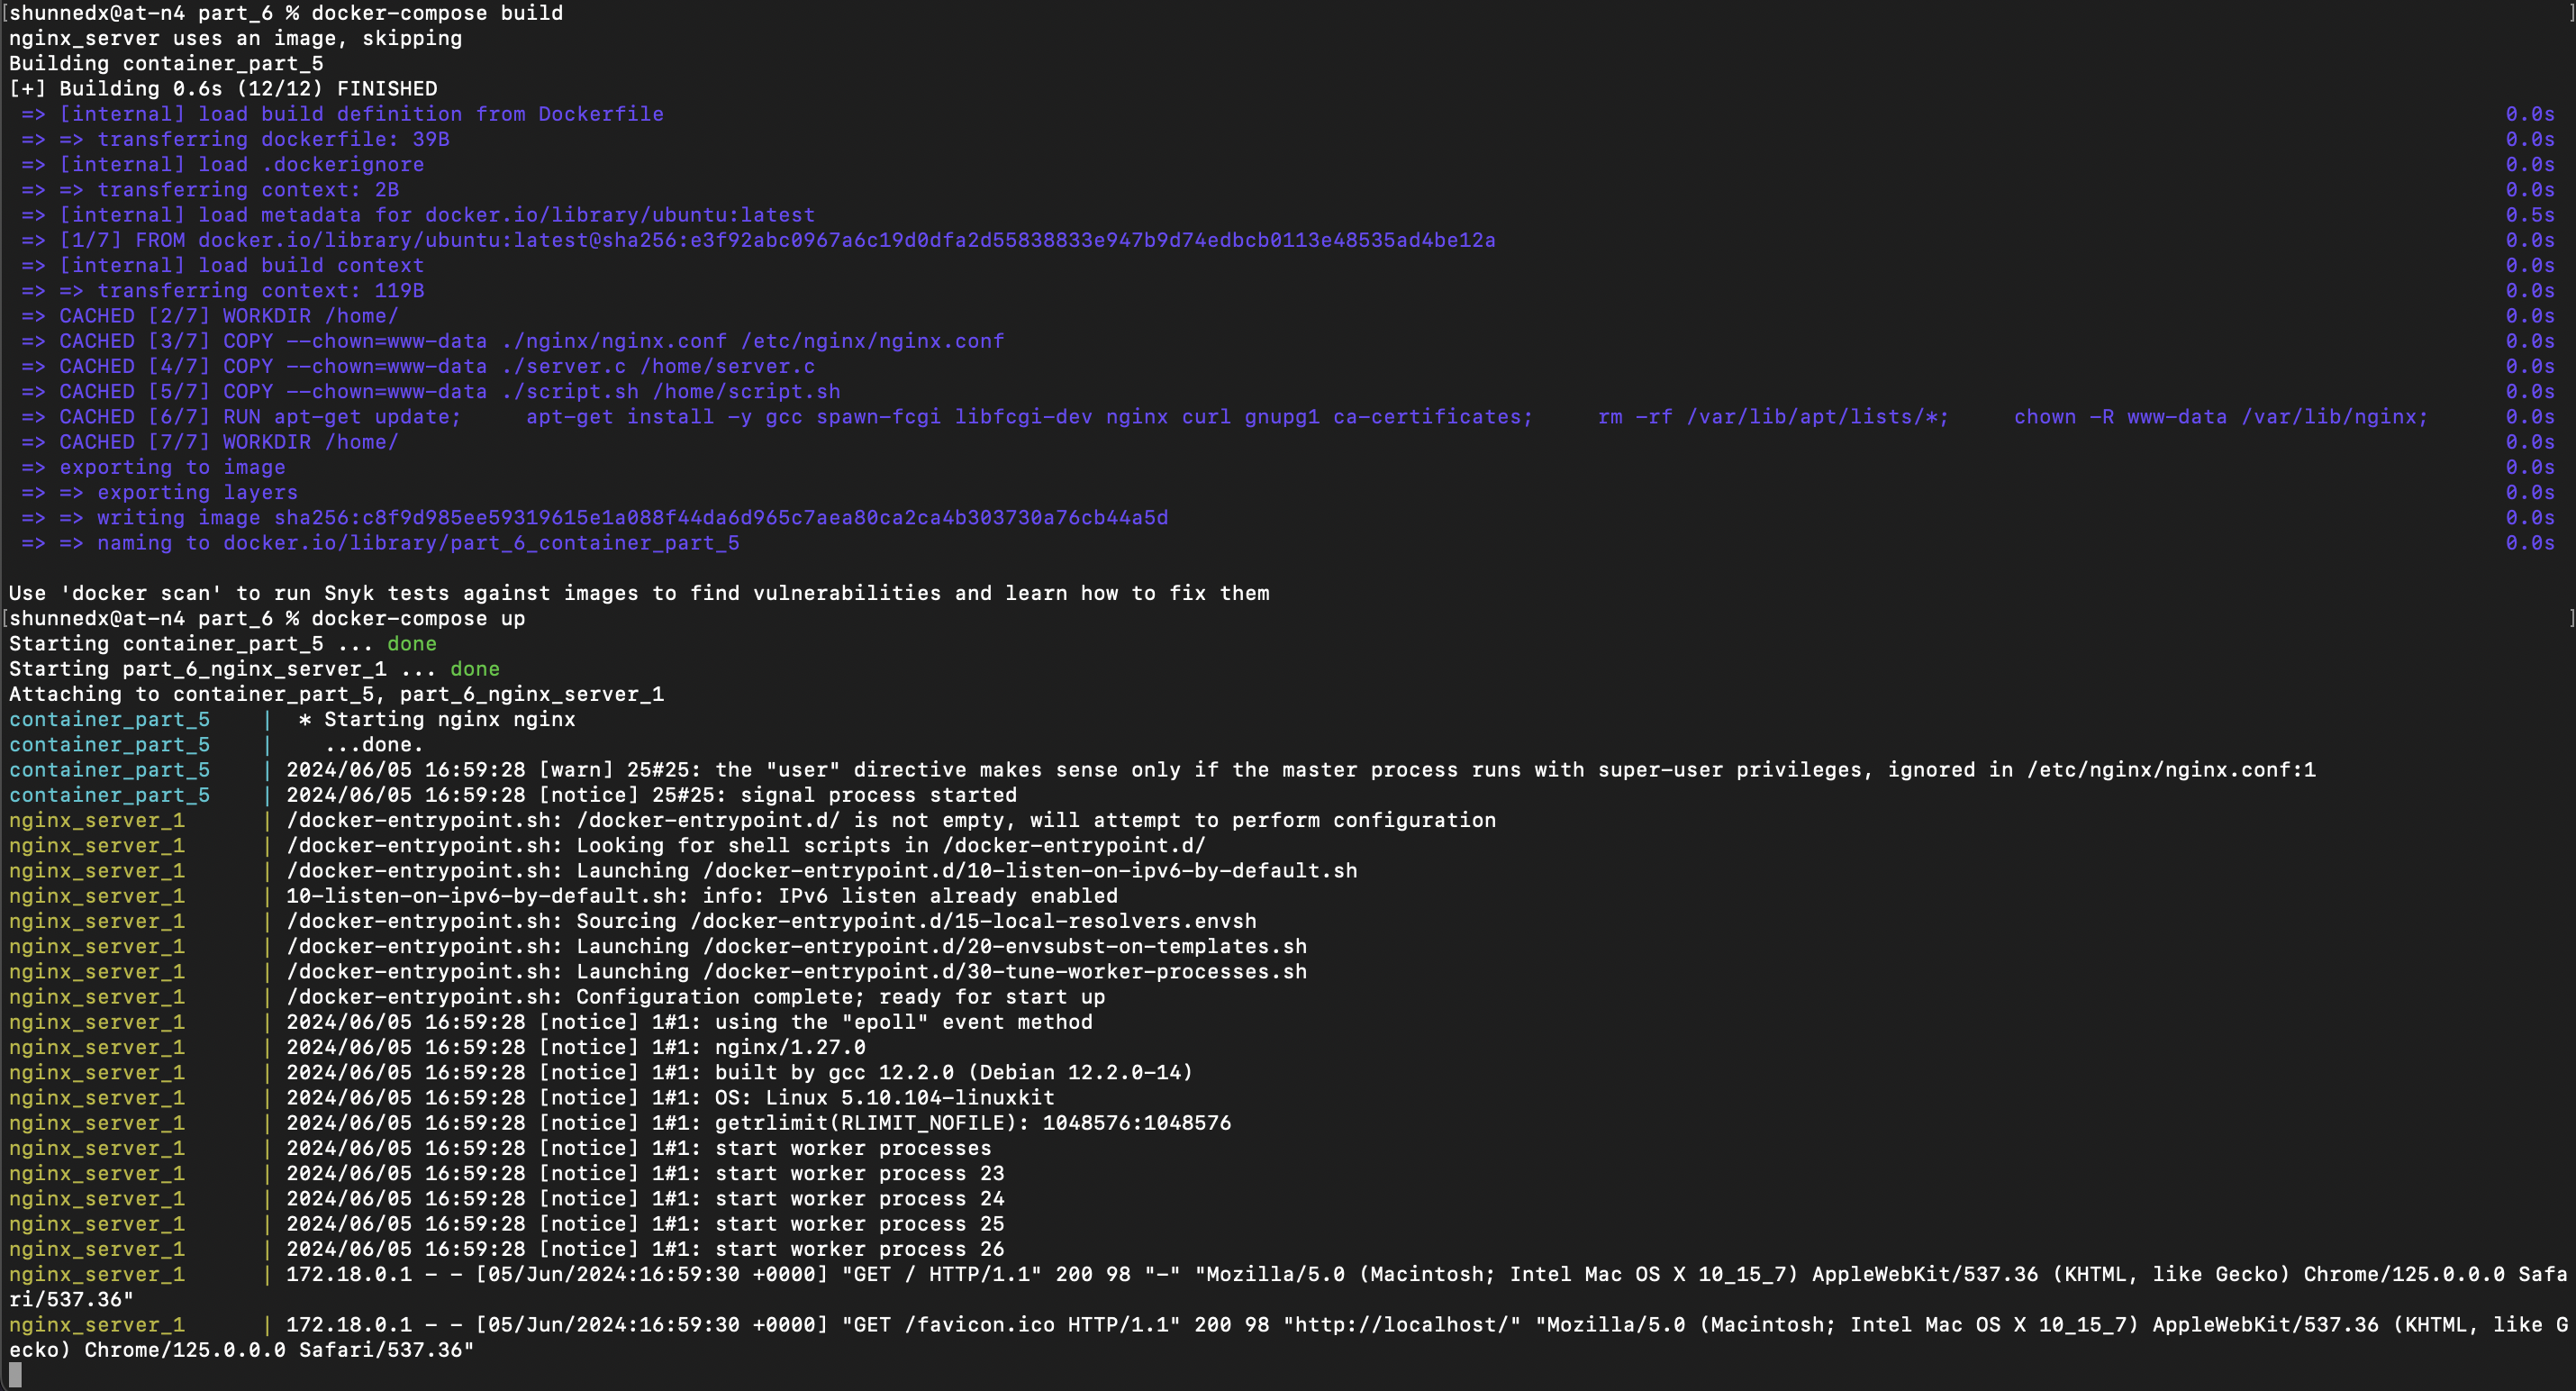 [shunnedx@at-n4 part_6 % docker-compose build ]
nginx_server uses an image, skipping
Building container_part_5
[+] Building 0.6s (12/12) FINISHED
=> [internal] load build definition from Dockerfile 0.0s
=> => transferring dockerfile: 39B 0.0s
=> [internal] load .dockerignore 0.0s
=> => transferring context: 2B 0.0s
=> [internal] load metadata for docker.io/library/ubuntu:latest 0.5s
=> [1/7] FROM docker.io/library/ubuntu:latest@sha256:e3f92abc0967a6c19d0dfa2d55838833e947b9d74edbcb0113e48535ad4be12a 0.0s
=> [internal] load build context 0.0s
=> => transferring context: 119B 0.0s
=> CACHED [2/7] WORKDIR /home/ 0.0s
=> CACHED [3/7] COPY --chown=www-data ./nginx/nginx.conf /etc/nginx/nginx.conf 0.0s
=> CACHED [4/7] COPY --chown=www-data ./server.c /home/server.c 0.0s
=> CACHED [5/7] COPY --chown=www-data ./script.sh /home/script.sh 0.0s
=> CACHED [6/7] RUN apt-get update;     apt-get install -y gcc spawn-fcgi libfcgi-dev nginx curl gnupg1 ca-certificates;     rm -rf /var/lib/apt/lists/*;     chown -R www-data /var/lib/nginx; 0.0s
=> CACHED [7/7] WORKDIR /home/ 0.0s
=> exporting to image 0.0s
=> => exporting layers 0.0s
=> => writing image sha256:c8f9d985ee59319615e1a088f44da6d965c7aea80ca2ca4b303730a76cb44a5d 0.0s
=> => naming to docker.io/library/part_6_container_part_5 0.0s
Use 'docker scan' to run Snyk tests against images to find vulnerabilities and learn how to fix them
[shunnedx@at-n4 part_6 % docker-compose up ]
Starting container_part_5 ... done
Starting part_6_nginx_server_1 ... done
Attaching to container_part_5, part_6_nginx_server_1
container_part_5    |  * Starting nginx nginx
container_part_5    |    ...done.
container_part_5    | 2024/06/05 16:59:28 [warn] 25#25: the "user" directive makes sense only if the master process runs with super-user privileges, ignored in /etc/nginx/nginx.conf:1
container_part_5    | 2024/06/05 16:59:28 [notice] 25#25: signal process started
nginx_server_1      | /docker-entrypoint.sh: /docker-entrypoint.d/ is not empty, will attempt to perform configuration
nginx_server_1      | /docker-entrypoint.sh: Looking for shell scripts in /docker-entrypoint.d/
nginx_server_1      | /docker-entrypoint.sh: Launching /docker-entrypoint.d/10-listen-on-ipv6-by-default.sh
nginx_server_1      | 10-listen-on-ipv6-by-default.sh: info: IPv6 listen already enabled
nginx_server_1      | /docker-entrypoint.sh: Sourcing /docker-entrypoint.d/15-local-resolvers.envsh
nginx_server_1      | /docker-entrypoint.sh: Launching /docker-entrypoint.d/20-envsubst-on-templates.sh
nginx_server_1      | /docker-entrypoint.sh: Launching /docker-entrypoint.d/30-tune-worker-processes.sh
nginx_server_1      | /docker-entrypoint.sh: Configuration complete; ready for start up
nginx_server_1      | 2024/06/05 16:59:28 [notice] 1#1: using the "epoll" event method
nginx_server_1      | 2024/06/05 16:59:28 [notice] 1#1: nginx/1.27.0
nginx_server_1      | 2024/06/05 16:59:28 [notice] 1#1: built by gcc 12.2.0 (Debian 12.2.0-14)
nginx_server_1      | 2024/06/05 16:59:28 [notice] 1#1: OS: Linux 5.10.104-linuxkit
nginx_server_1      | 2024/06/05 16:59:28 [notice] 1#1: getrlimit(RLIMIT_NOFILE): 1048576:1048576
nginx_server_1      | 2024/06/05 16:59:28 [notice] 1#1: start worker processes
nginx_server_1      | 2024/06/05 16:59:28 [notice] 1#1: start worker process 23
nginx_server_1      | 2024/06/05 16:59:28 [notice] 1#1: start worker process 24
nginx_server_1      | 2024/06/05 16:59:28 [notice] 1#1: start worker process 25
nginx_server_1      | 2024/06/05 16:59:28 [notice] 1#1: start worker process 26
nginx_server_1      | 172.18.0.1 - - [05/Jun/2024:16:59:30 +0000] "GET / HTTP/1.1" 200 98 "-" "Mozilla/5.0 (Macintosh; Intel Mac OS X 10_15_7) AppleWebKit/537.36 (KHTML, like Gecko) Chrome/125.0.0.0 Safa
ri/537.36"
nginx_server_1      | 172.18.0.1 - - [05/Jun/2024:16:59:30 +0000] "GET /favicon.ico HTTP/1.1" 200 98 "http://localhost/" "Mozilla/5.0 (Macintosh; Intel Mac OS X 10_15_7) AppleWebKit/537.36 (KHTML, like G
ecko) Chrome/125.0.0.0 Safari/537.36"